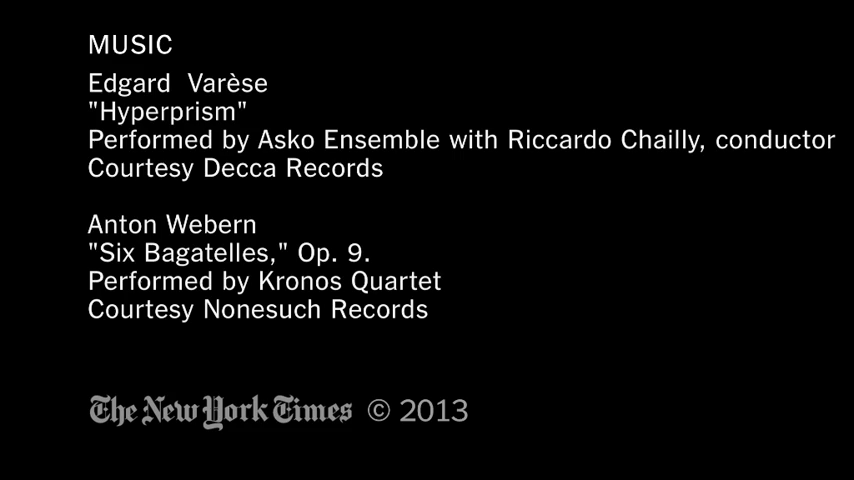 MUSIC
Edgard Varèse
"Hyperprism"
Performed by Asko Ensemble with Riccardo Chailly, conductor
Courtesy Decca Records
Anton Webern
"Six Bagatelles," Op. 9.
Performed by Kronos Quartet
Courtesy Nonesuch Records
The New York Times © 2013